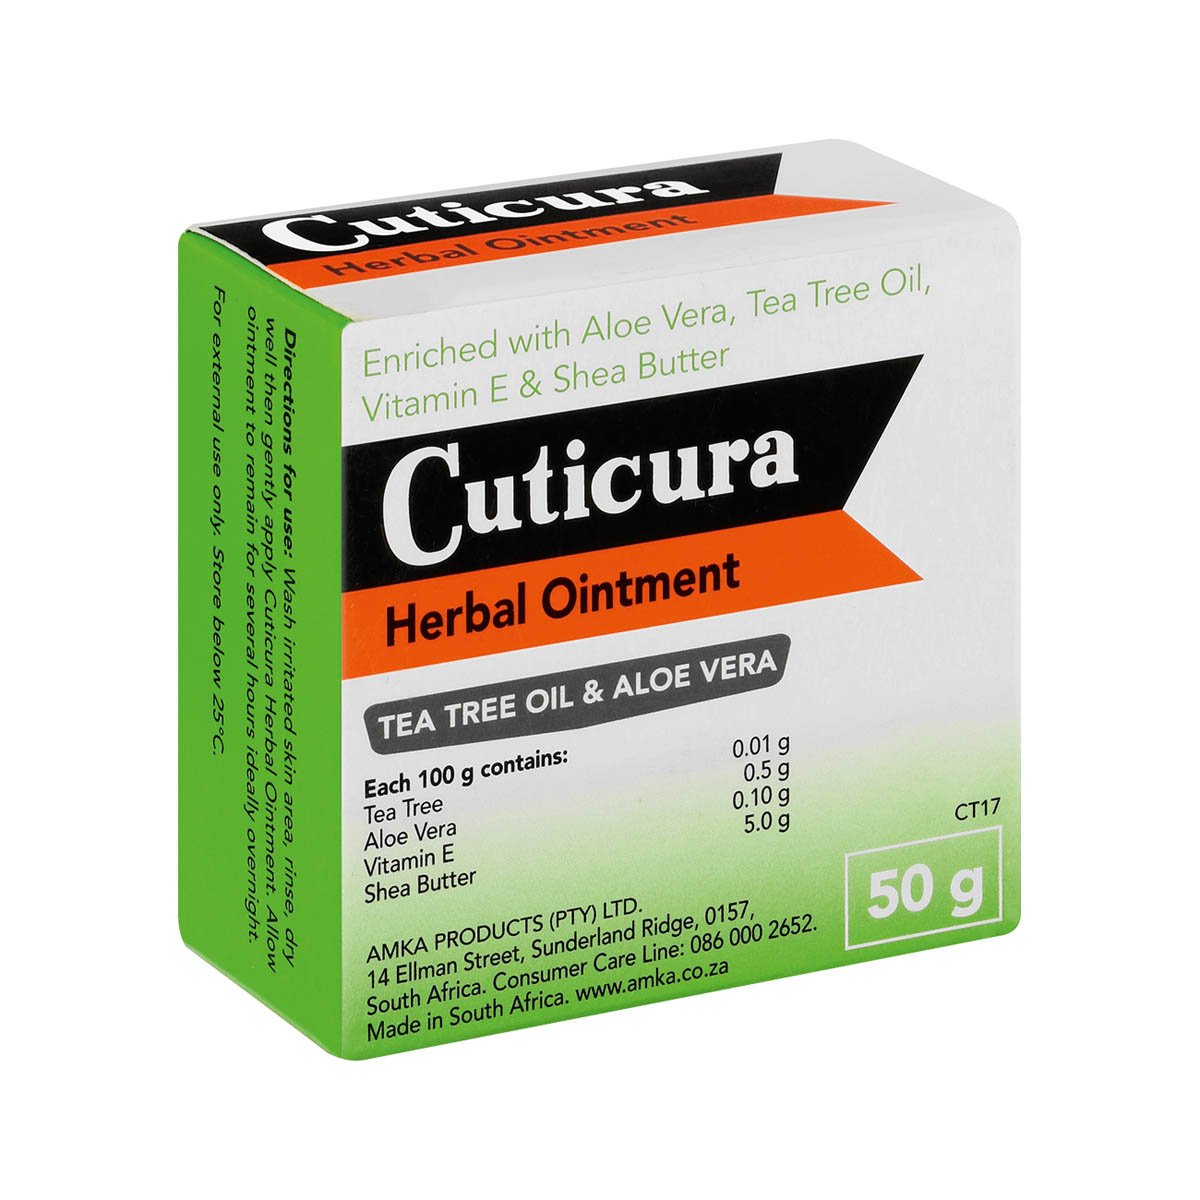 Cuticura
Herbal Ointment
Enriched with Aloe Vera, Tea Tree Oil,
Vitamin E & Shea Butter
Cuticura
Herbal Ointment
TEA TREE OIL & ALOE VERA
Each 100 g contains:
Tea Tree 0.01 g
Aloe Vera 0.5 g
Vitamin E 0.10 g
Shea Butter 5.0 g
CT17
50 g
AMKA PRODUCTS (PTY) LTD.
14 Ellman Street, Sunderland Ridge, 0157,
South Africa. Consumer Care Line: 086 000 2652.
Made in South Africa. www.amka.co.za
Directions for use: Wash irritated skin area, rinse, dry
well then gently apply Cuticura Herbal Ointment. Allow
ointment to remain for several hours ideally overnight.
For external use only. Store below 25°C.